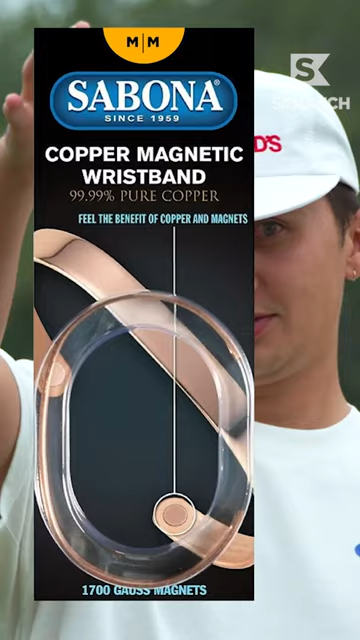 M|M
SABONA®
SINCE 1959
COPPER MAGNETIC
WRISTBAND
99.99% PURE COPPER
FEEL THE BENEFIT OF COPPER AND MAGNETS
1700 GAUSS MAGNETS
D'S